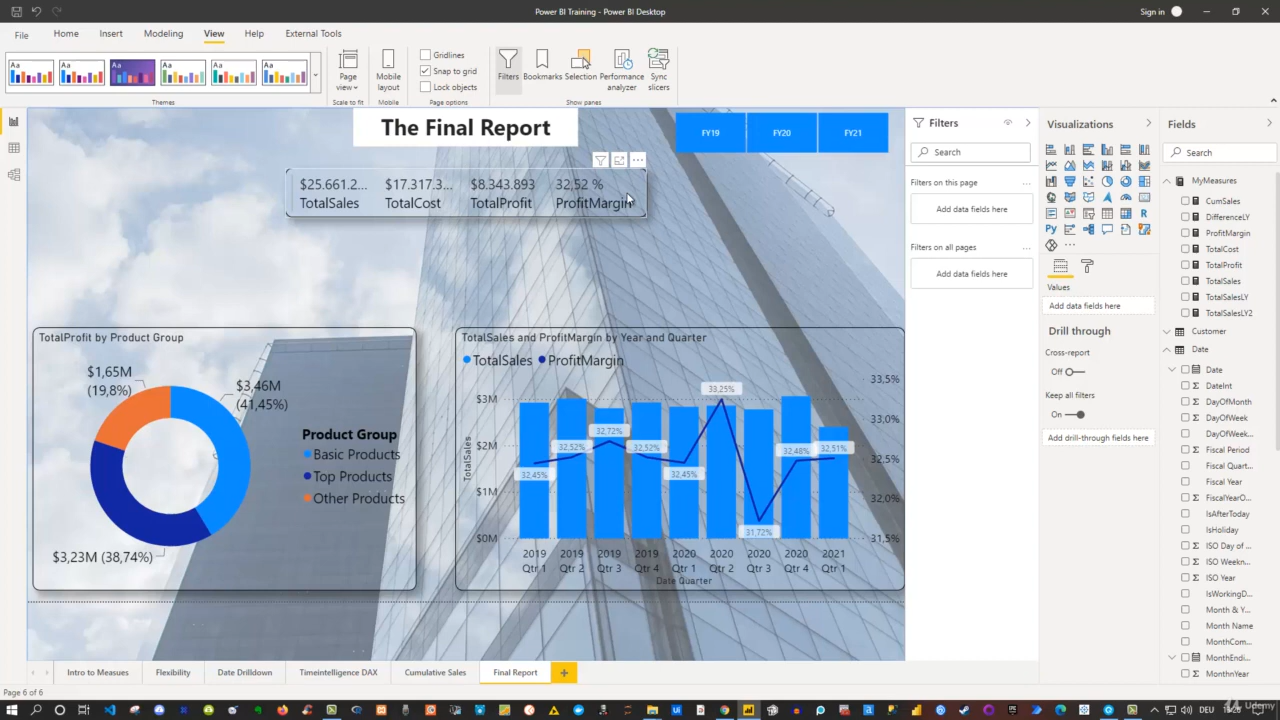 Power BI Training - Power BI Desktop
Sign in
File
Home
Insert
Modeling
View
Help
External Tools
Aa
Aa
Aa
Aa
Aa
Aa
Page
view
Mobile
layout
Gridlines
Snap to grid
Lock objects
Filters
Bookmarks
Selection
Performance
analyzer
Sync
slicers
Themes
Scale to fit
Mobile
Page options
Show panes
The Final Report
FY19
FY20
FY21
$25.661.2...
$17.317.3...
$8.343.893
32,52 %
TotalSales
TotalCost
TotalProfit
ProfitMargin
TotalProfit by Product Group
$1,65M
(19,8%)
$3,46M
(41,45%)
$3,23M (38,74%)
Product Group
Basic Products
Top Products
Other Products
TotalSales and ProfitMargin by Year and Quarter
TotalSales
ProfitMargin
TotalSales
$3M
$2M
$1M
$0M
33,5%
33,0%
32,5%
32,0%
31,5%
32,45%
32,52%
32,72%
32,52%
32,45%
33,25%
31,72%
32,48%
32,51%
2019 2019 2019 2019 2020 2020 2020 2020 2021
Qtr 1 Qtr 2 Qtr 3 Qtr 4 Qtr 1 Qtr 2 Qtr 3 Qtr 4 Qtr 1
Date Quarter
Filters
Search
Filters on this page
...
Add data fields here
Filters on all pages
...
Add data fields here
Visualizations
R
Py
...
Values
Add data fields here
Drill through
Cross-report
Off
Keep all filters
On
Add drill-through fields here
Fields
Search
MyMeasures
CumSales
DifferenceLY
ProfitMargin
TotalCost
TotalProfit
TotalSales
TotalSalesLY
TotalSalesLY2
Customer
Date
Date
DateInt
DayOfMonth
DayOfWeek
DayOfWeek...
Fiscal Period
Fiscal Quart...
Fiscal Year
FiscalYearO...
IsAfterToday
IsHoliday
ISO Day of ...
ISO Weekn...
ISO Year
IsWorkingD...
Month & Y...
Month Name
MonthCom...
MonthEndi...
MonthnYear
Intro to Measues
Flexibility
Date Drilldown
Timeintelligence DAX
Cumulative Sales
Final Report
Page 6 of 6
DEU
Udemy